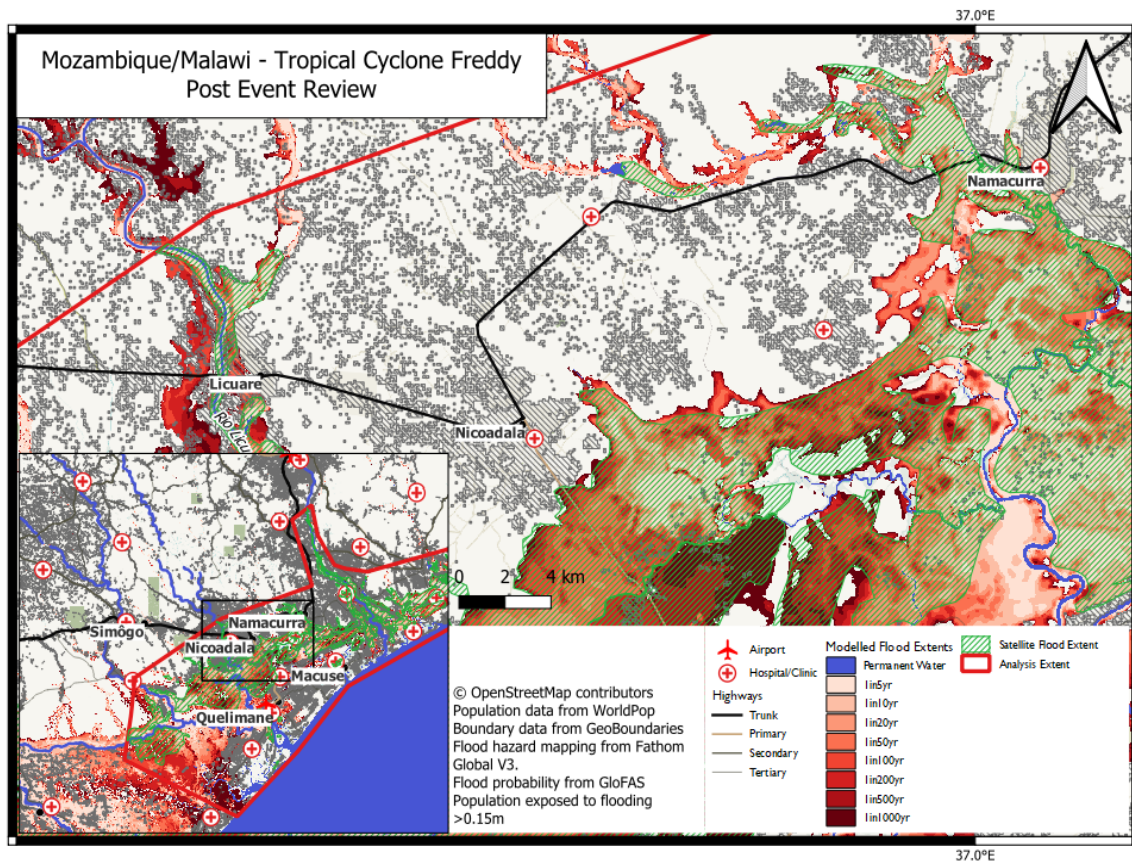 37.0°E
Mozambique/Malawi - Tropical Cyclone Freddy
Post Event Review
Namacurra
Licuare
Nicoadala
Rio Licu
0 2 4 km
Simôgo
Namacurra
Nicoadala
Macuse
Quelimane
© OpenStreetMap contributors
Population data from WorldPop
Boundary data from GeoBoundaries
Flood hazard mapping from Fathom
Global V3.
Flood probability from GloFAS
Population exposed to flooding
>0.15m
Airport
Hospital/Clinic
Highways
Trunk
Primary
Secondary
Tertiary
Modelled Flood Extents
Permanent Water
1in5yr
1in10yr
1in20yr
1in50yr
1in100yr
1in200yr
1in500yr
1in1000yr
Satellite Flood Extent
Analysis Extent
37.0°E